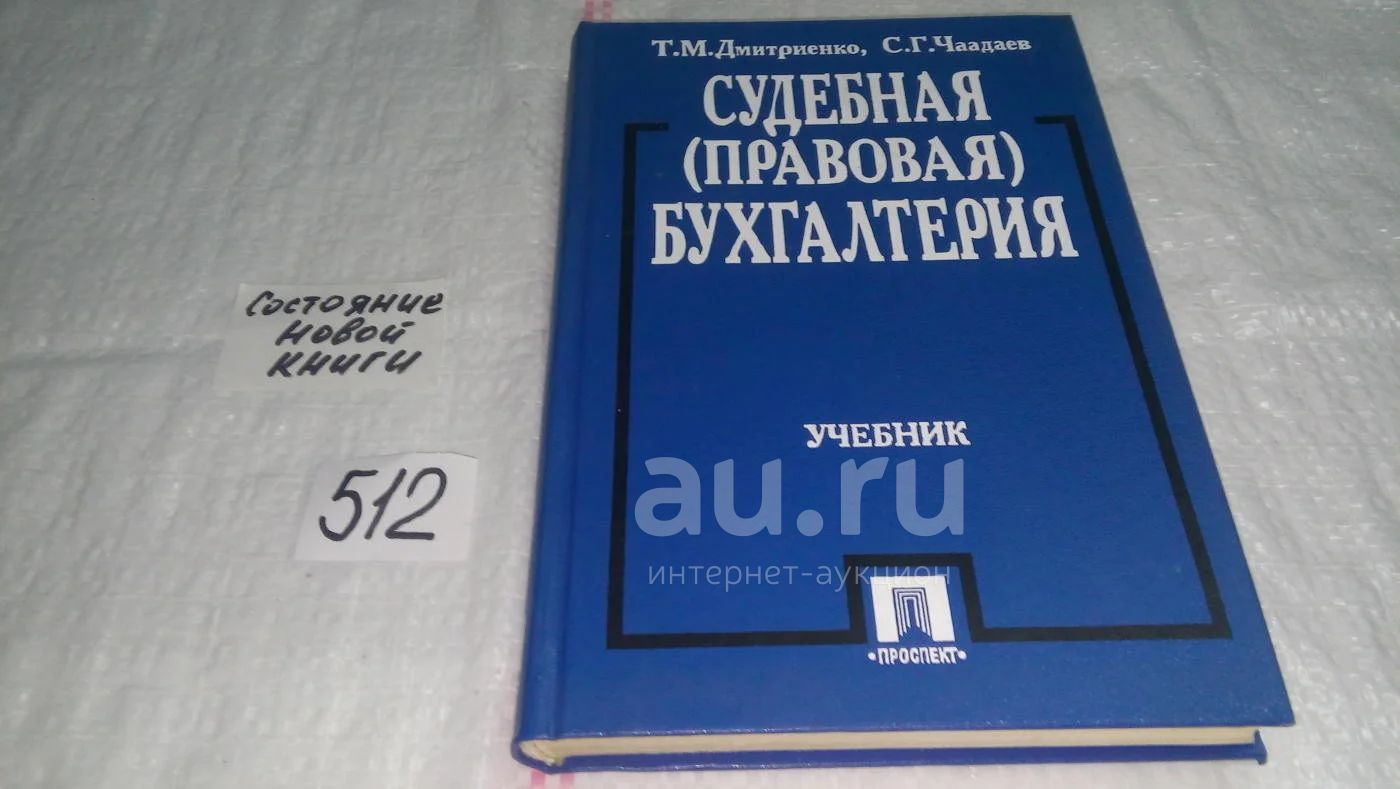 Т.М.Дмитриенко, С.Г.Чаадаев
СУДЕБНАЯ
(ПРАВОВАЯ)
БУХГАЛТЕРИЯ
Состояние
новой
книги
512
УЧЕБНИК
au.ru
интернет-аукцион
•ПРОСПЕКТ•